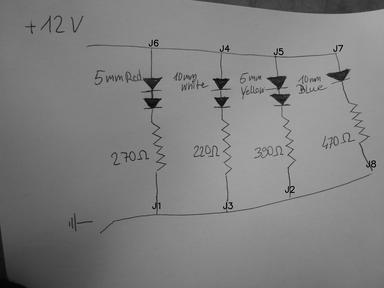 +12V
J6 J4 J5 J7
5mm Red 10mm White 5mm Yellow 10mm Blue
270Ω 220Ω 390Ω 470Ω
J8
J1 J3 J2